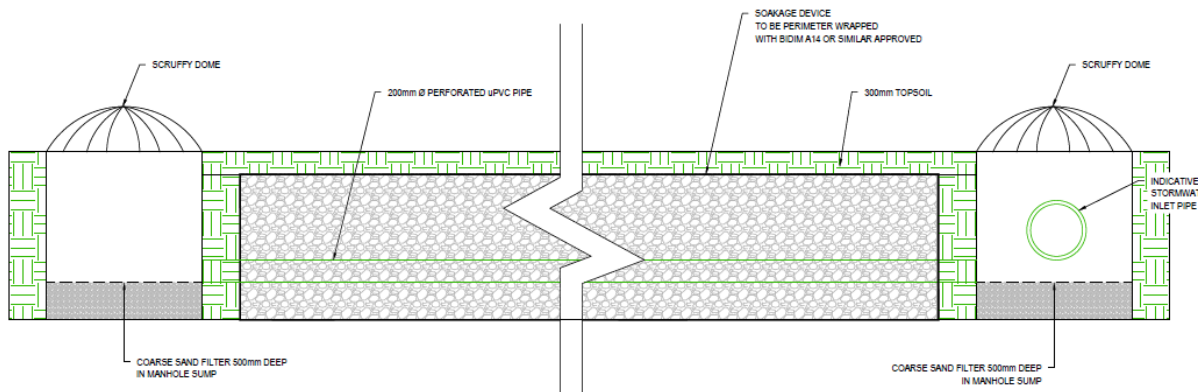 SOAKAGE DEVICE
TO BE PERIMETER WRAPPED
WITH BIDIM A14 OR SIMILAR APPROVED
SCRUFFY DOME
SCRUFFY DOME
200mm Ø PERFORATED uPVC PIPE
300mm TOPSOIL
INDICATIVE
STORMWAT
INLET PIPE
COARSE SAND FILTER 500mm DEEP
IN MANHOLE SUMP
COARSE SAND FILTER 500mm DEEP
IN MANHOLE SUMP